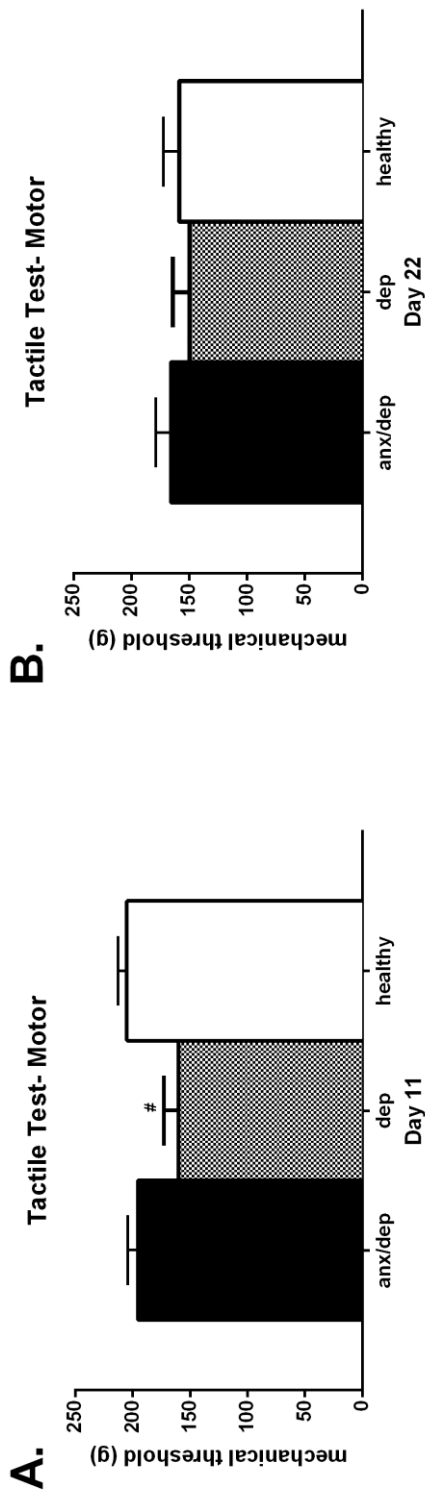 A.
Tactile Test- Motor
mechanical threshold (g)
250
200
150
100
50
0
#
anx/dep
dep
healthy
Day 11
B.
Tactile Test- Motor
mechanical threshold (g)
250
200
150
100
50
0
anx/dep
dep
healthy
Day 22